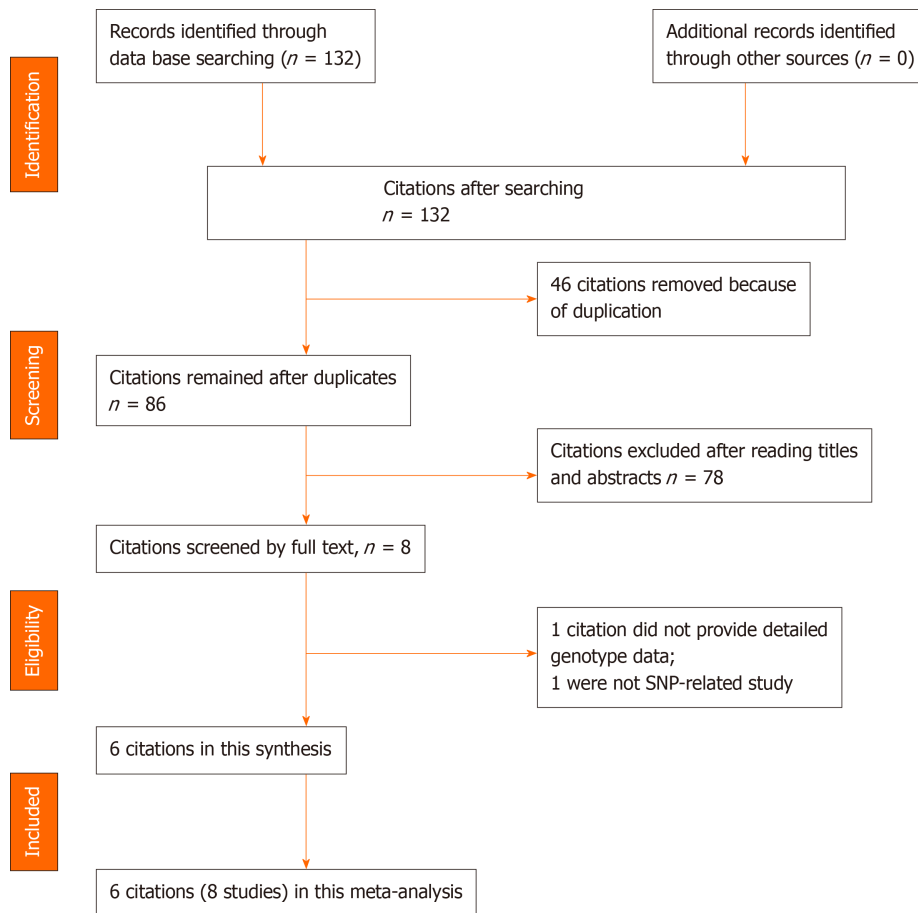 Records identified through
data base searching (n = 132)
Additional records identified
through other sources (n = 0)
Identification
Citations after searching
n = 132
46 citations removed because
of duplication
Screening
Citations remained after duplicates
n = 86
Citations excluded after reading titles
and abstracts n = 78
Citations screened by full text, n = 8
Eligibility
1 citation did not provide detailed
genotype data;
1 were not SNP-related study
6 citations in this synthesis
Included
6 citations (8 studies) in this meta-analysis